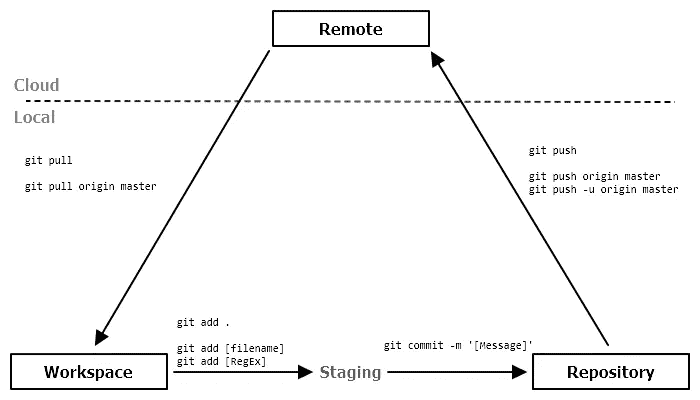 Remote
Cloud
Local
git pull
git pull origin master
git push
git push origin master
git push -u origin master
git add .
git add [filename]
git add [RegEx]
git commit -m '[Message]'
Workspace
Staging
Repository